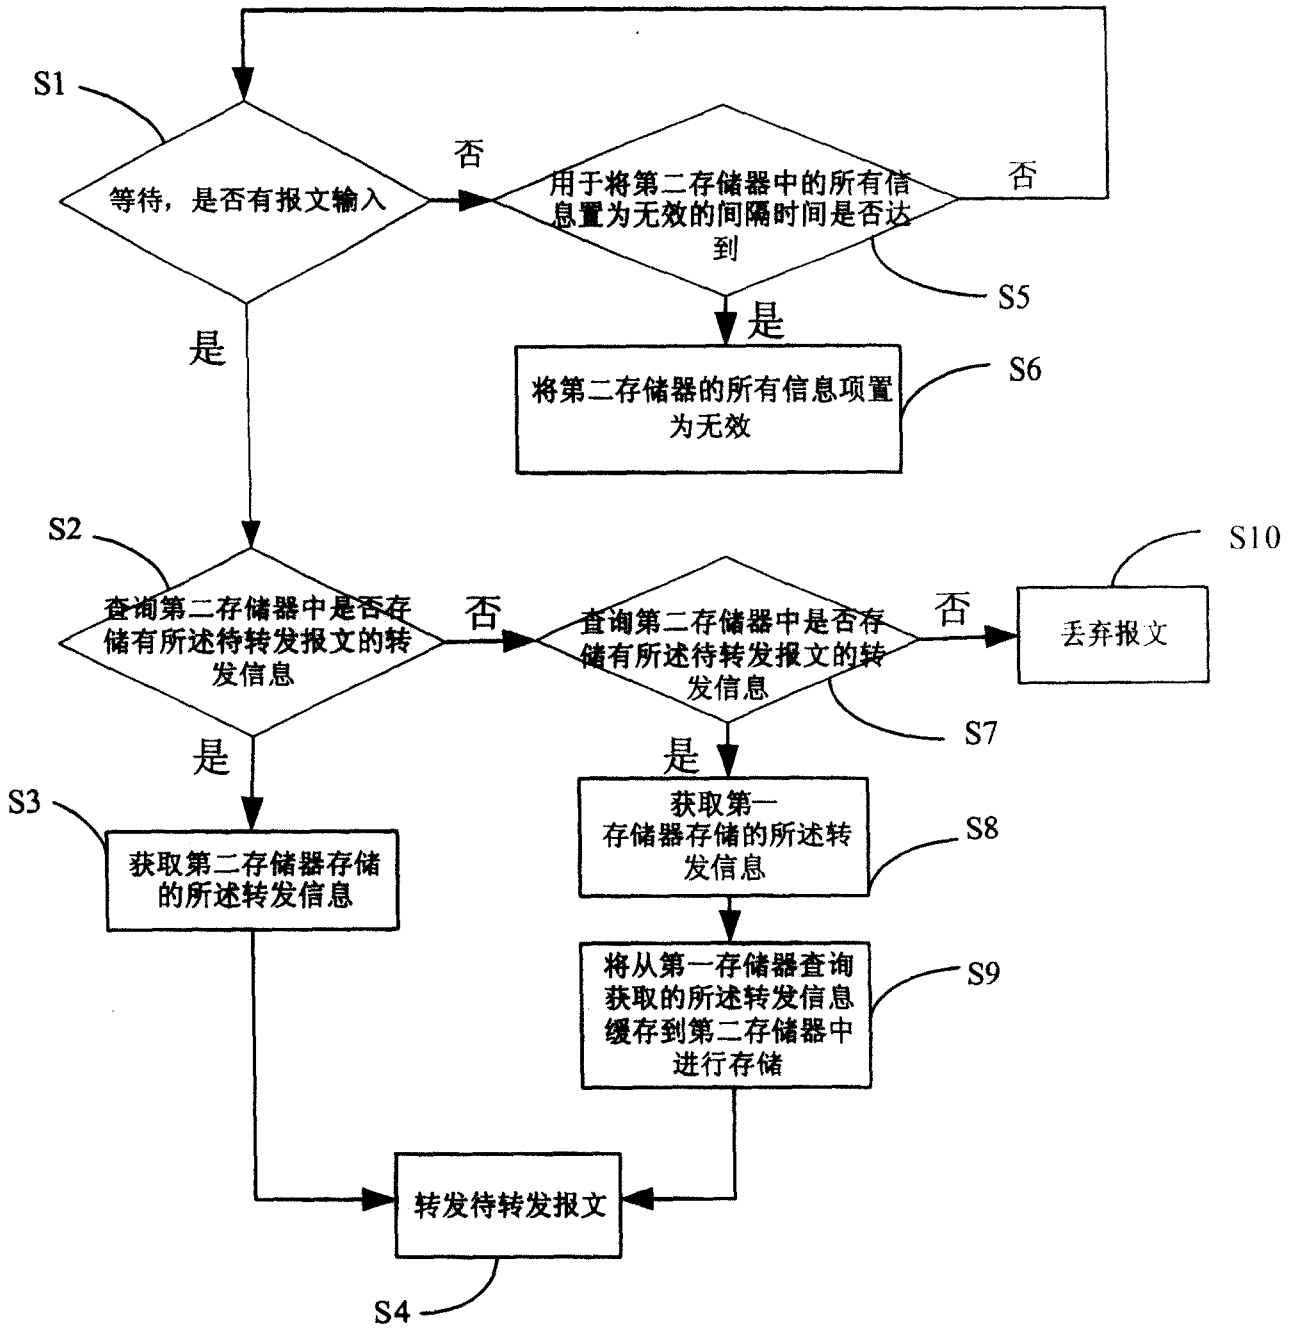 S1
等待，是否有报文输入
否
用于将第二存储器中的所有信
息置为无效的间隔时间是否达
到
否
S5
是
是
将第二存储器的所有信息项置
为无效
S6
S2
查询第二存储器中是否存
储有所述待转发报文的转
发信息
否
查询第二存储器中是否存
储有所述待转发报文的转
发信息
否
丢弃报文
S10
S7
是
是
S3
获取第二存储器存储
的所述转发信息
获取第一
存储器存储的所述转
发信息
S8
将从第一存储器查询
获取的所述转发信息
缓存到第二存储器中
进行存储
S9
转发待转发报文
S4